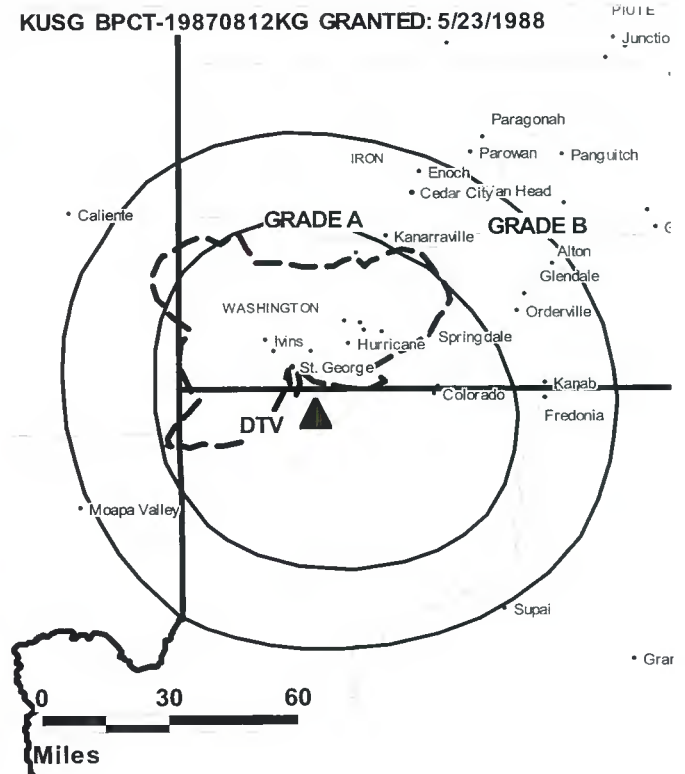 KUSG BPCT-19870812KG GRANTED: 5/23/1988
PIUTE
Junctio
Paragonah
Parowan
Panguitch
IRON
Enoch
Cedar City
an Head
Caliente
GRADE A
GRADE B
Kanarraville
Alton
Glendale
WASHINGTON
Orderville
Ivins
Hurricane
Springdale
St. George
Kanab
Colorado
DTV
Fredonia
Moapa Valley
Supai
Gran
0 30 60
Miles